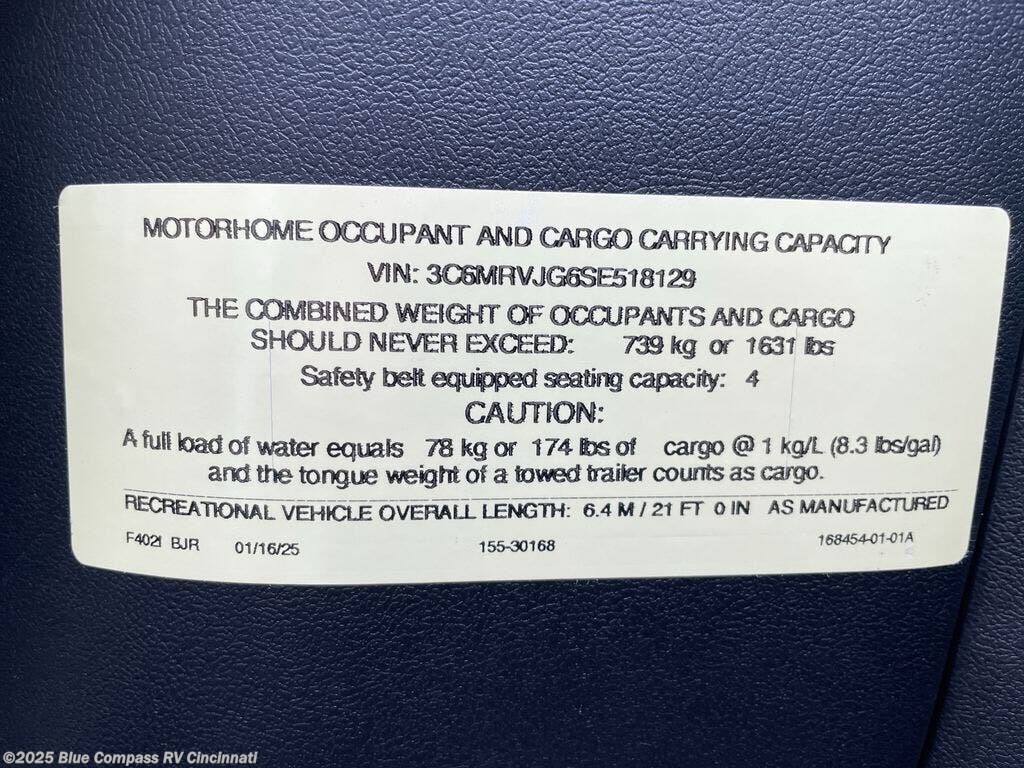 MOTORHOME OCCUPANT AND CARGO CARRYING CAPACITY
VIN: 3C6MRVJG6SE518129
THE COMBINED WEIGHT OF OCCUPANTS AND CARGO
SHOULD NEVER EXCEED: 739 kg or 1631 lbs
Safety belt equipped seating capacity: 4
CAUTION:
A full load of water equals 78 kg or 174 lbs of cargo @ 1 kg/L (8.3 lbs/gal)
and the tongue weight of a towed trailer counts as cargo.
RECREATIONAL VEHICLE OVERALL LENGTH: 6.4 M / 21 FT 0 IN AS MANUFACTURED
F402I BJR 01/16/25 155-30168 168454-01-01A
©2025 Blue Compass RV Cincinnati